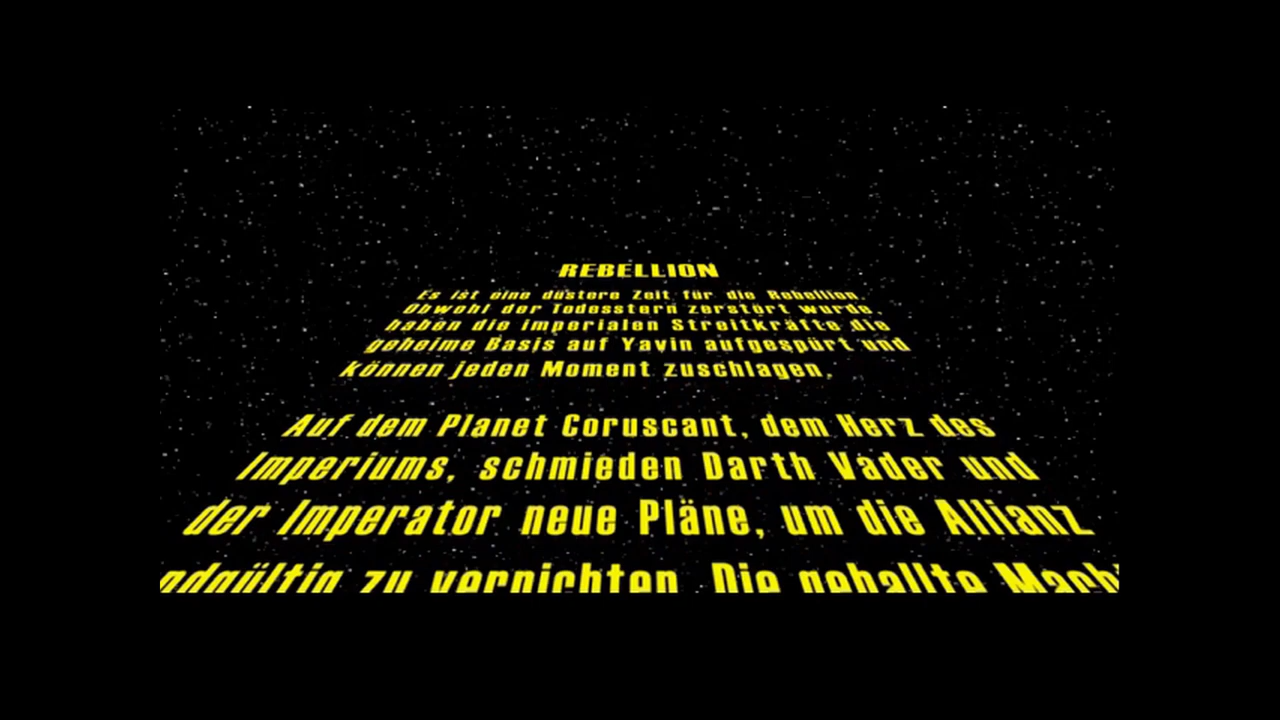 REBELLION
Es ist eine düstere Zeit für die Rebellion.
Obwohl der Todesstern zerstört wurde,
haben die imperialen Streitkräfte die
geheime Basis auf Yavin aufgespürt und
können jeden Moment zuschlagen.
Auf dem Planet Coruscant, dem Herz des
Imperiums, schmieden Darth Vader und
der Imperator neue Pläne, um die Allianz
zu vernichten. Die geballte